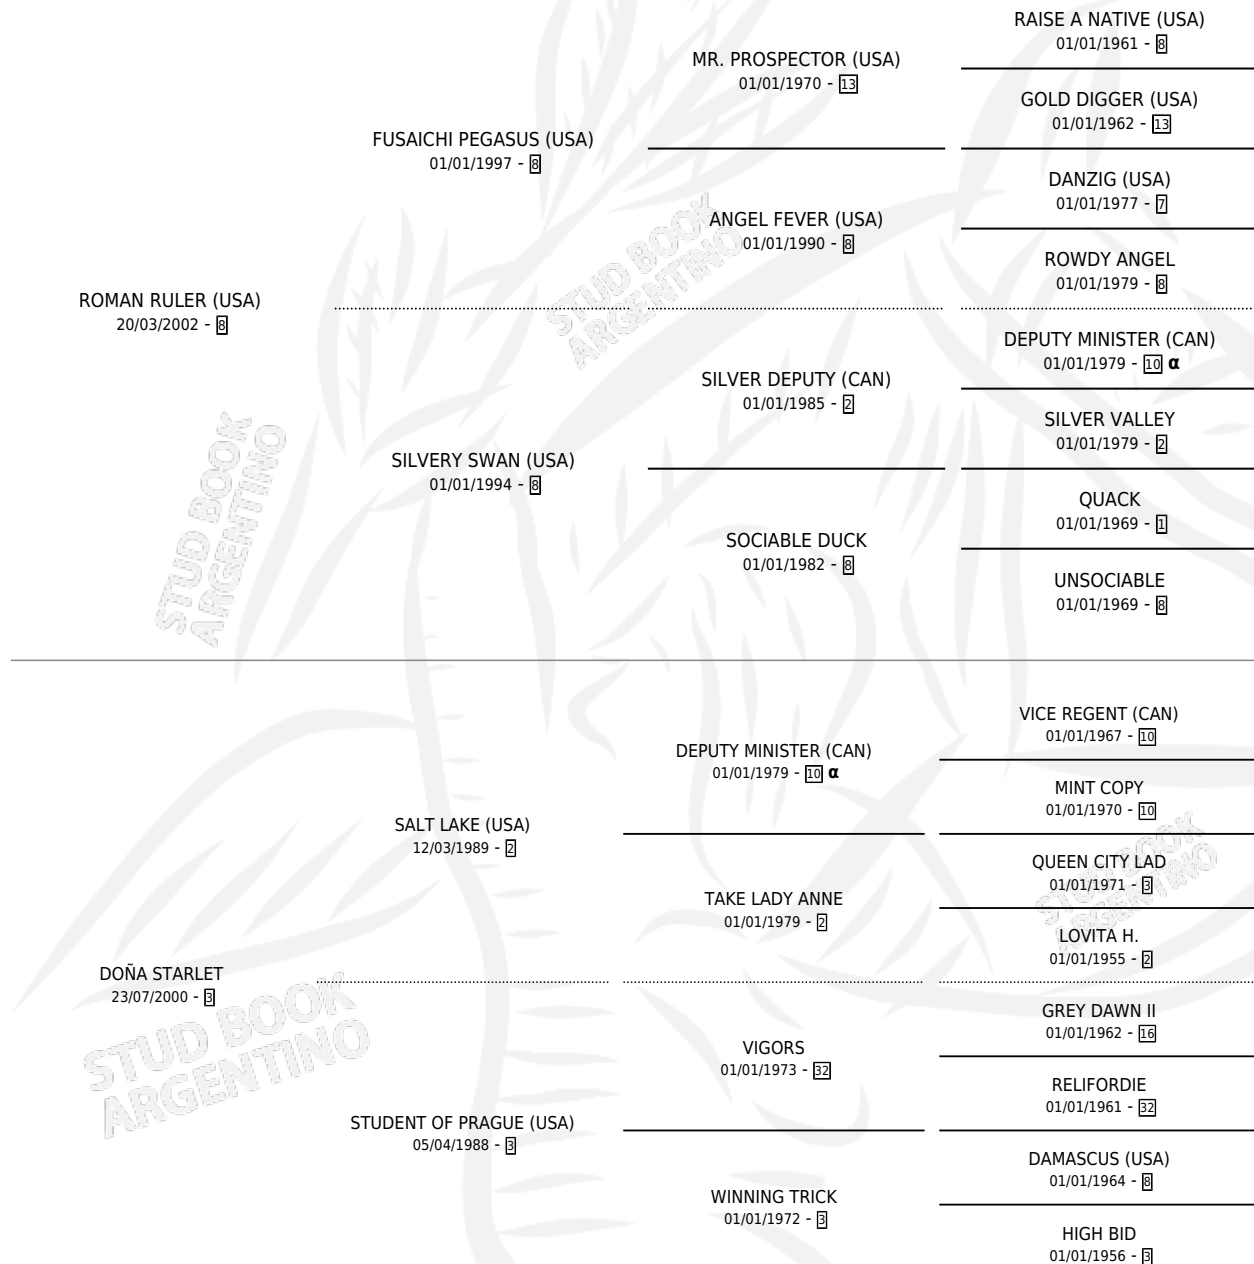 RAISE A NATIVE (USA)
01/01/1961 - 8
MR. PROSPECTOR (USA)
01/01/1970 - 13
GOLD DIGGER (USA)
01/01/1962 - 13
FUSAICHI PEGASUS (USA)
01/01/1997 - 8
DANZIG (USA)
01/01/1977 - 7
ANGEL FEVER (USA)
01/01/1990 - 8
ROWDY ANGEL
01/01/1979 - 8
ROMAN RULER (USA)
20/03/2002 - 8
DEPUTY MINISTER (CAN)
01/01/1979 - 10 α
SILVER DEPUTY (CAN)
01/01/1985 - 2
SILVER VALLEY
01/01/1979 - 2
SILVERY SWAN (USA)
01/01/1994 - 8
QUACK
01/01/1969 - 1
SOCIABLE DUCK
01/01/1982 - 8
UNSOCIABLE
01/01/1969 - 8
VICE REGENT (CAN)
01/01/1967 - 10
DEPUTY MINISTER (CAN)
01/01/1979 - 10 α
MINT COPY
01/01/1970 - 10
SALT LAKE (USA)
12/03/1989 - 2
QUEEN CITY LAD
01/01/1971 - 3
TAKE LADY ANNE
01/01/1979 - 2
LOVITA H.
01/01/1955 - 2
DOÑA STARLET
23/07/2000 - 3
GREY DAWN II
01/01/1962 - 16
VIGORS
01/01/1973 - 32
RELIFORDIE
01/01/1961 - 32
STUDENT OF PRAGUE (USA)
05/04/1988 - 3
DAMASCUS (USA)
01/01/1964 - 8
WINNING TRICK
01/01/1972 - 3
HIGH BID
01/01/1956 - 3
STUD BOOK
ARGENTINO
STUD BOOK
ARGENTINO
STUD BOOK
ARGENTINO
STUD BOOK
ARGENTINO